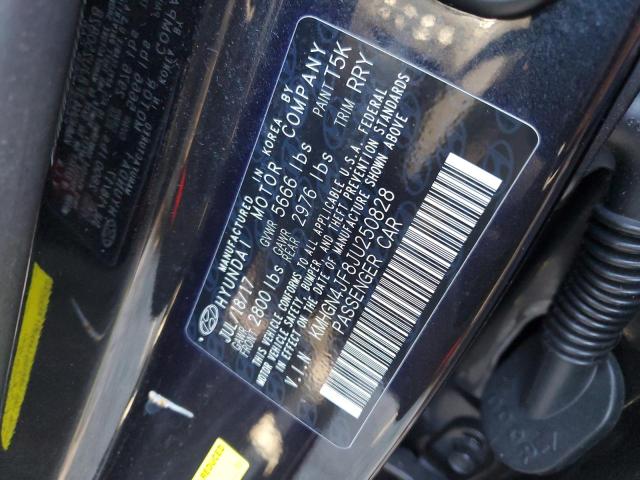 MANUFACTURED IN KOREA BY
HYUNDAI MOTOR COMPANY
JUL/18/17 GVWR 5666 lbs PAINT T5K
GAWR FRONT 2800 lbs GAWR REAR 2976 lbs TRIM RRY
THIS VEHICLE CONFORMS TO ALL APPLICABLE U.S.A. FEDERAL
MOTOR VEHICLE SAFETY, BUMPER, AND THEFT PREVENTION STANDARDS
IN EFFECT ON THE DATE OF MANUFACTURE SHOWN ABOVE
V.I.N KMHGN4JF8JU250828
PASSENGER CAR
REDUCED